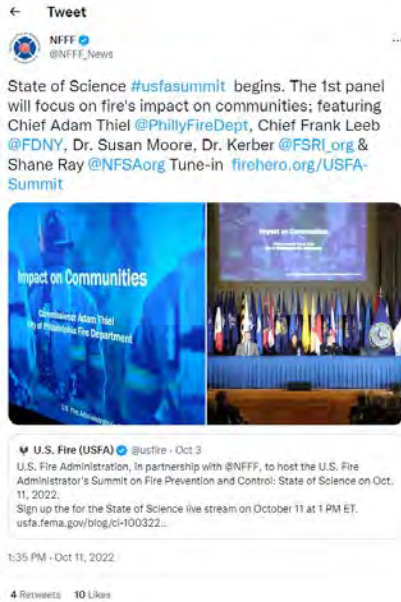 ← Tweet
NFFF
@NFFF_News
...
State of Science #usfasummit begins. The 1st panel
will focus on fire's impact on communities; featuring
Chief Adam Thiel @PhillyFireDept, Chief Frank Leeb
@FDNY, Dr. Susan Moore, Dr. Kerber @FSRI_org &
Shane Ray @NFSAorg Tune-in firehero.org/USFA-
Summit
Impact on Communities
Commissioner Adam Thiel
City of Philadelphia Fire Department
U.S. Fire
Impact on Communities
U.S. Fire (USFA) @usfire · Oct 3
U.S. Fire Administration, in partnership with @NFFF, to host the U.S. Fire
Administrator's Summit on Fire Prevention and Control: State of Science on Oct.
11, 2022.
Sign up the for the State of Science live stream on October 11 at 1 PM ET.
usfa.fema.gov/blog/ci-100322...
1:35 PM · Oct 11, 2022
4 Retweets 10 Likes